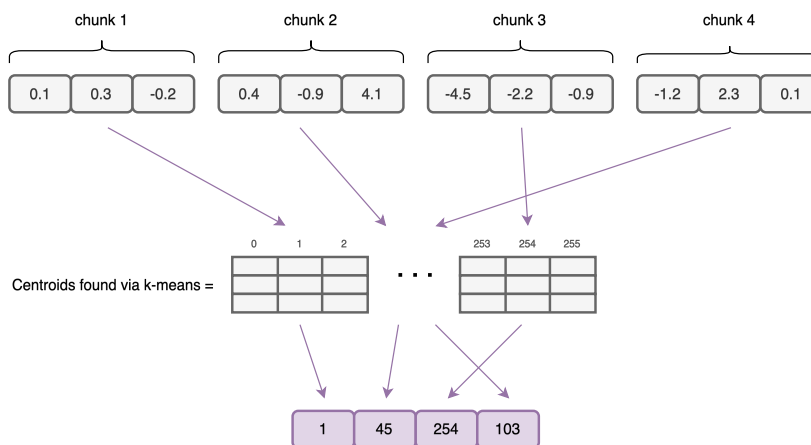 chunk 1 chunk 2 chunk 3 chunk 4
0.1 0.3 -0.2 0.4 -0.9 4.1 -4.5 -2.2 -0.9 -1.2 2.3 0.1
0 1 2 253 254 255
Centroids found via k-means = ...
1 45 254 103